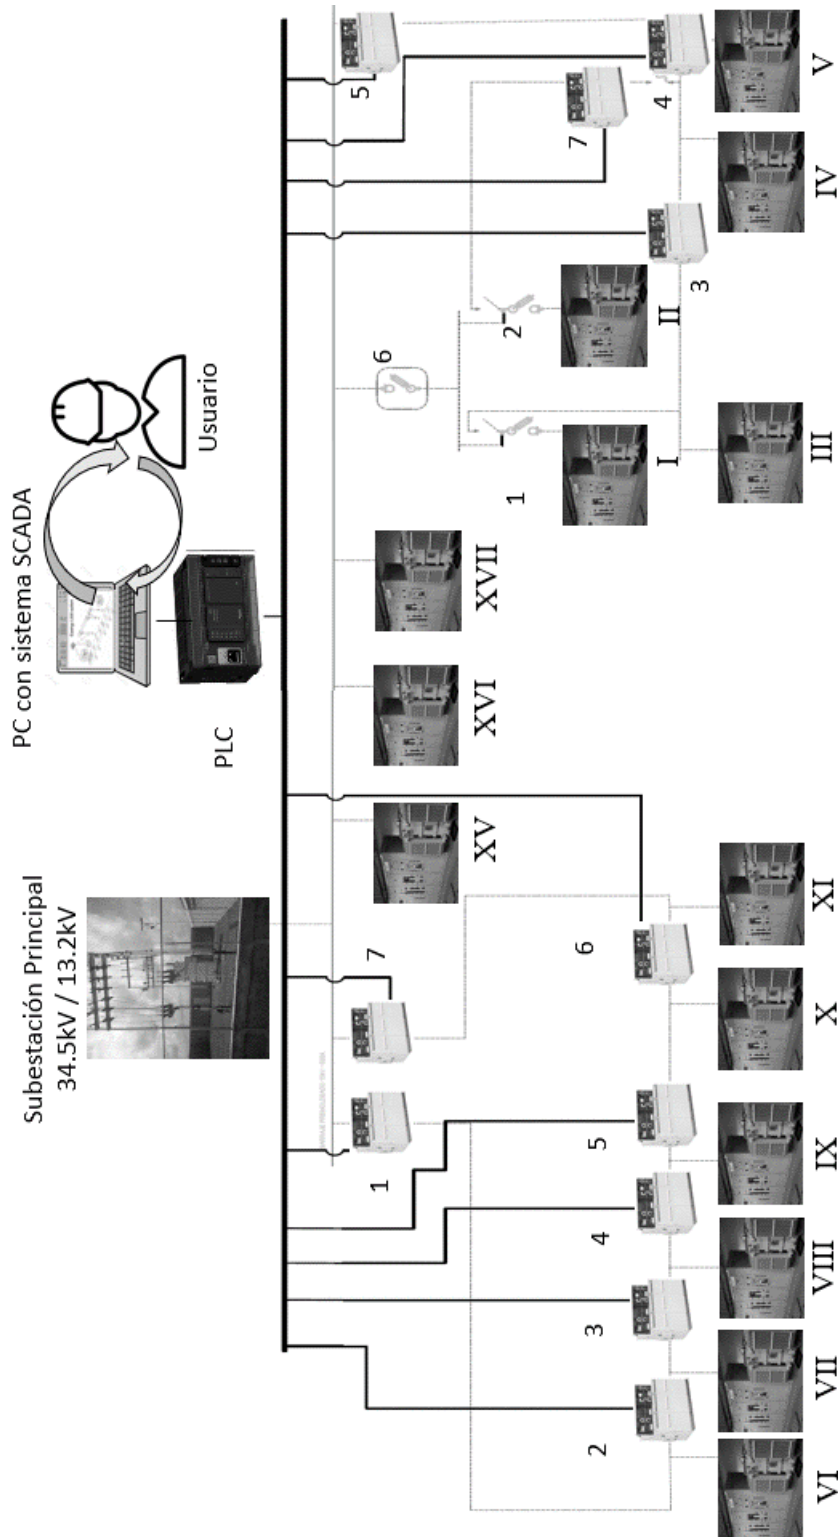 PC con sistema SCADA
Subestación Principal
34.5kV / 13.2kV
Usuario
PLC
1
7
6
5
XV
XVI
XVII
1
2
7
2
3
4
5
6
I
II
3
4
VI
VII
VIII
IX
X
XI
III
IV
V